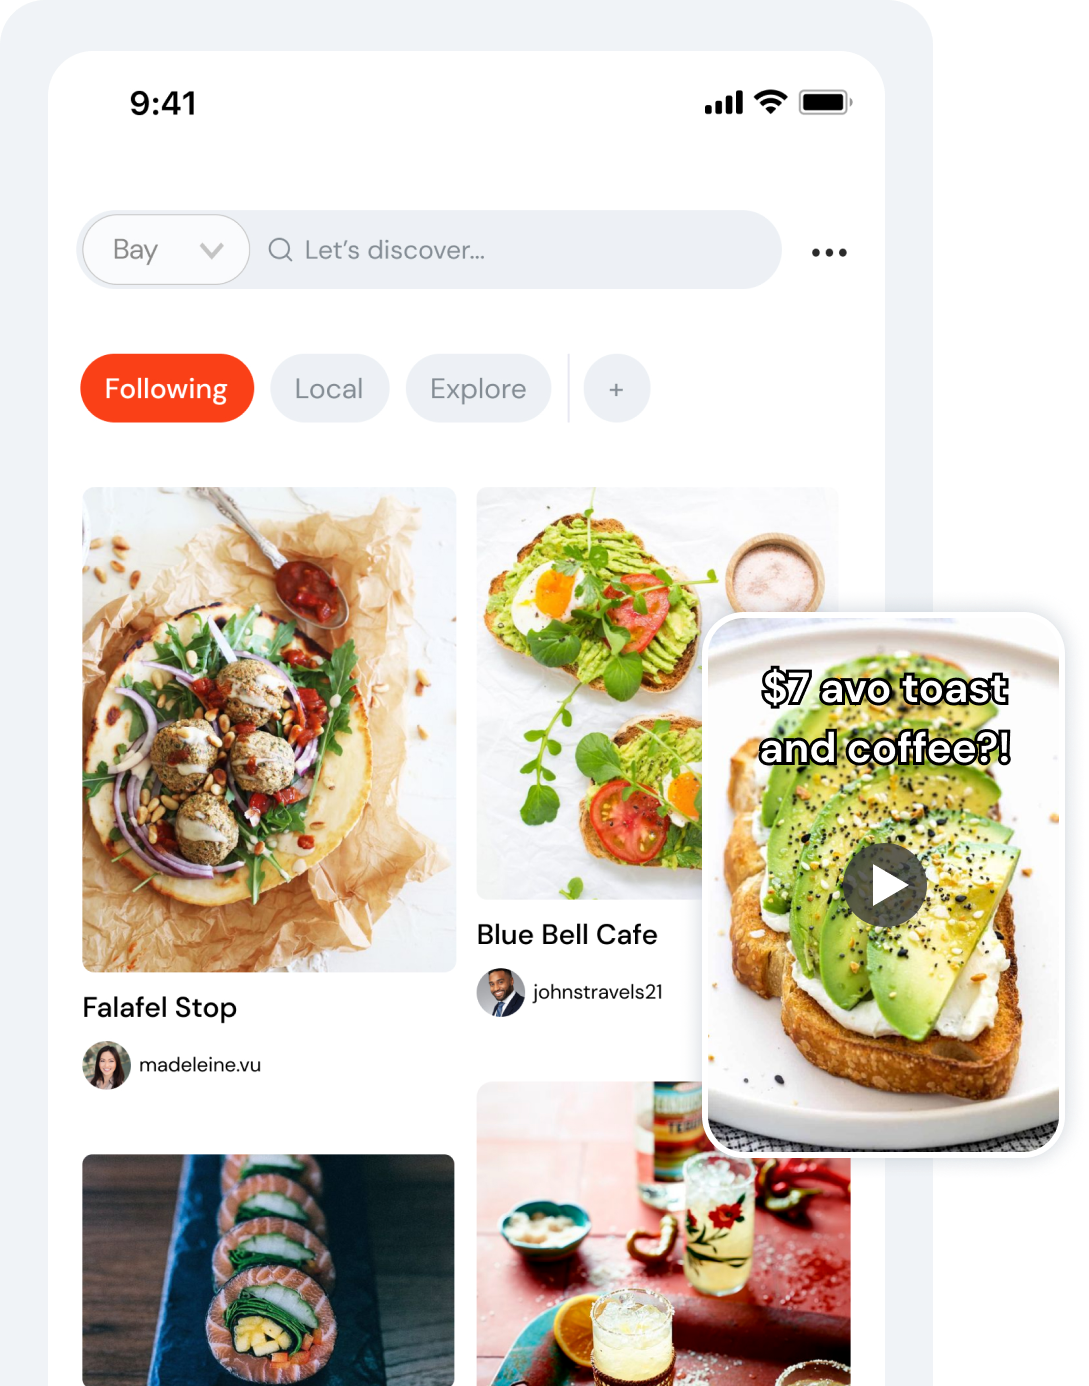 9:41
Bay
Let’s discover...
Following
Local
Explore
+
$7 avo toast
and coffee?!
Blue Bell Cafe
johnstravels21
Falafel Stop
madeleine.vu